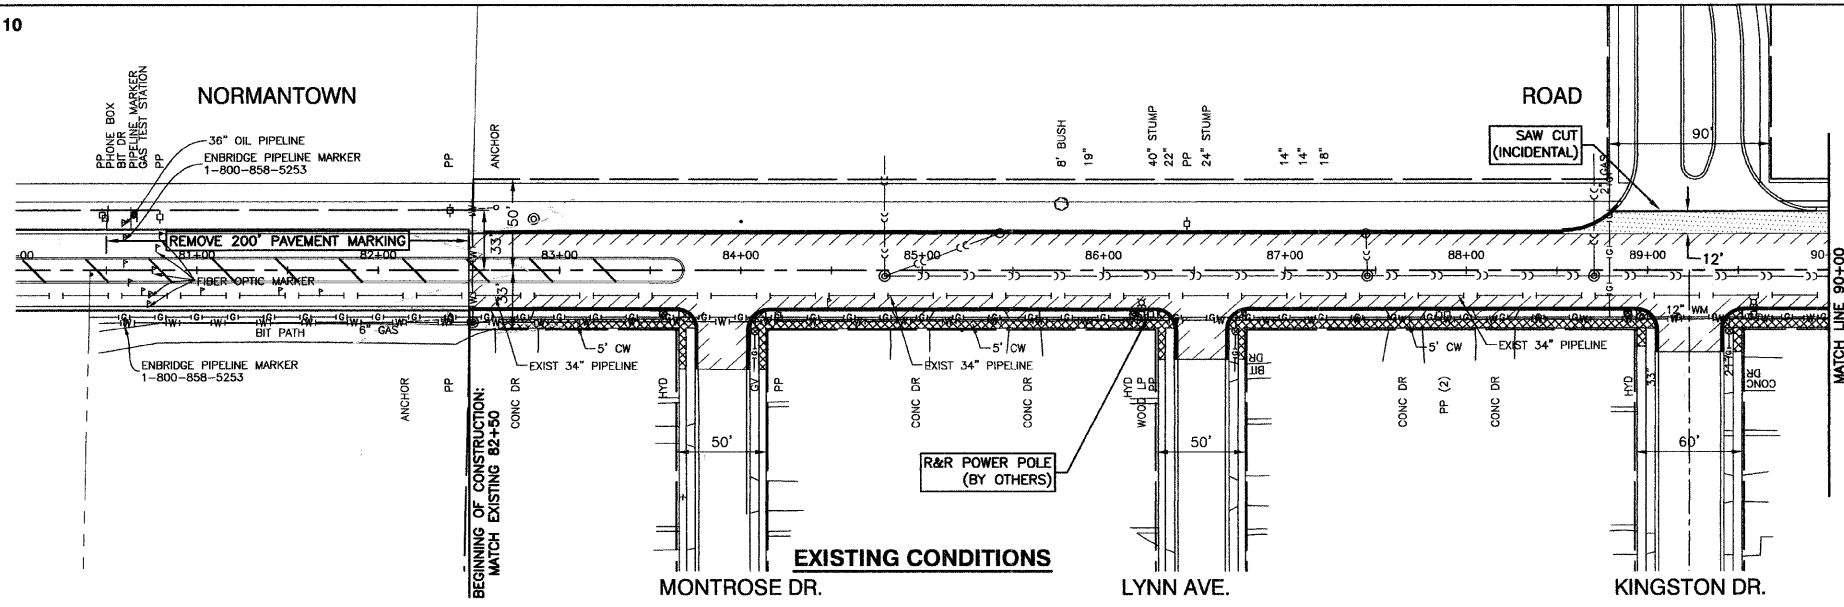 10
NORMANTOWN
ROAD
PP
PHONE BOX
BIT DR
PIPELINE MARKER
GAS TEST STATION
PP
36" OIL PIPELINE
ENBRIDGE PIPELINE MARKER
1-800-858-5253
PP
ANCHOR
8' BUSH
19"
40" STUMP
22"
PP
24" STUMP
14"
14"
18"
SAW CUT
(INCIDENTAL)
90'
2" GAS
50'
33'
33'
REMOVE 200' PAVEMENT MARKING
00
81+00
82+00
83+00
84+00
85+00
86+00
87+00
88+00
89+00
90+
12'
FIBER OPTIC MARKER
6" GAS
BIT PATH
12" WM
ENBRIDGE PIPELINE MARKER
1-800-858-5253
5' CW
EXIST 34" PIPELINE
EXIST 34" PIPELINE
5' CW
5' CW
EXIST 34" PIPELINE
MATCH LINE 90+00
ANCHOR
PP
BEGINNING OF CONSTRUCTION:
MATCH EXISTING 82+50
CONC DR
HYD
GV
PP
CONC DR
CONC DR
HYD
WOOD LP
PP
BIT
DR
CONC DR
PP (2)
CONC DR
HYD
33"
21"
CONC
DR
50'
50'
60'
R&R POWER POLE
(BY OTHERS)
EXISTING CONDITIONS
MONTROSE DR.
LYNN AVE.
KINGSTON DR.